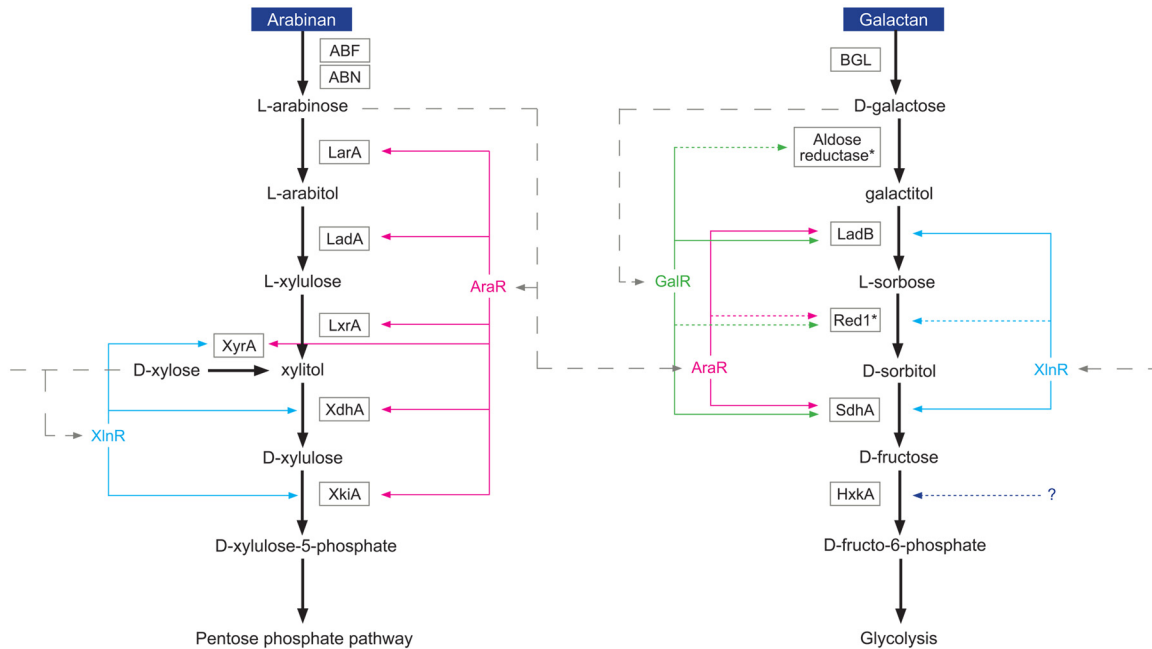 Arabinan
ABF
ABN
L-arabinose
LarA
L-arabitol
LadA
L-xylulose
AraR
LxrA
XyrA
D-xylose
xylitol
XdhA
XlnR
D-xylulose
XkiA
D-xylulose-5-phosphate
Pentose phosphate pathway
Galactan
BGL
D-galactose
Aldose
reductase*
galactitol
LadB
GalR
L-sorbose
Red1*
AraR
D-sorbitol
XlnR
SdhA
D-fructose
HxkA
?
D-fructo-6-phosphate
Glycolysis